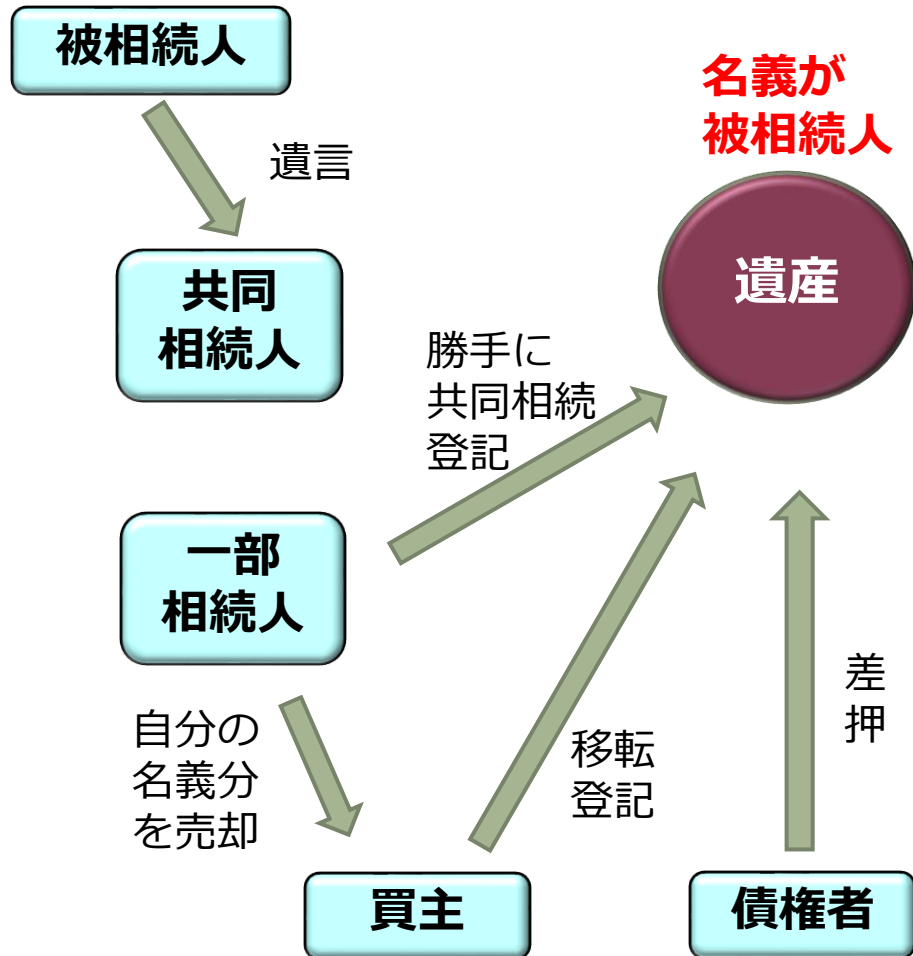 被相続人
名義が
被相続人
遺言
遺産
共同
相続人
勝手に
共同相続
登記
一部
相続人
自分の
名義分
を売却
移転
登記
差
押
買主
債権者